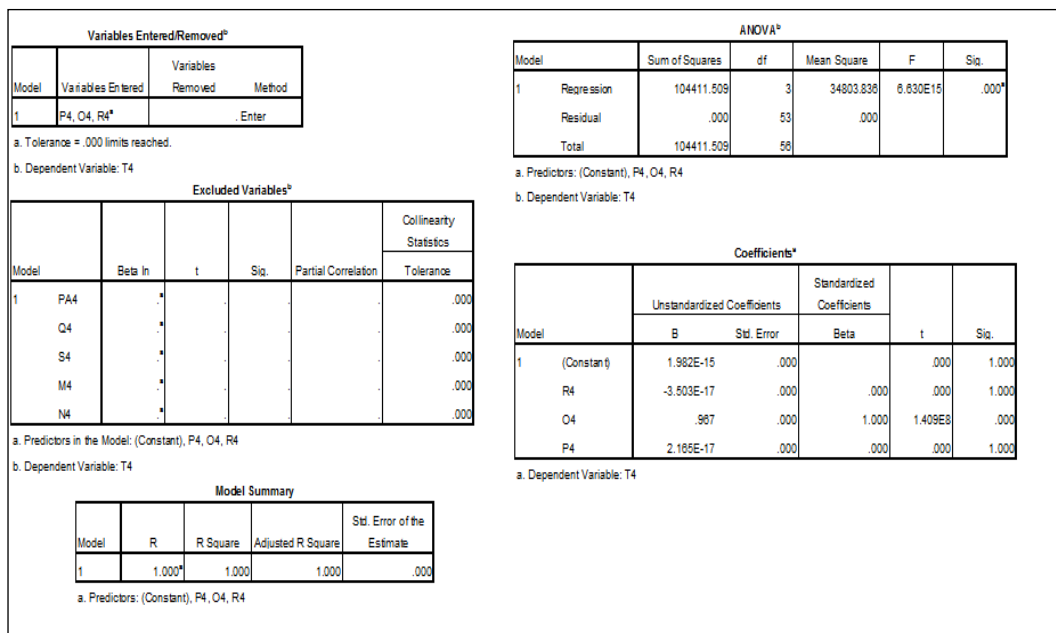 Variables Entered/Removedᵇ
Model Variables Entered Variables Removed Method
1 P4, O4, R4ᵃ . Enter
a. Tolerance = .000 limits reached.
b. Dependent Variable: T4
Excluded Variablesᵇ
Collinearity Statistics
Model Beta In t Sig. Partial Correlation Tolerance
1 PA4 .ᵃ . . . .000
Q4 .ᵃ . . . .000
S4 .ᵃ . . . .000
M4 .ᵃ . . . .000
N4 .ᵃ . . . .000
a. Predictors in the Model: (Constant), P4, O4, R4
b. Dependent Variable: T4
Model Summary
Model R R Square Adjusted R Square Std. Error of the Estimate
1 1.000ᵃ 1.000 1.000 .000
a. Predictors: (Constant), P4, O4, R4
ANOVAᵇ
Model Sum of Squares df Mean Square F Sig.
1 Regression 104411.509 3 34803.836 6.630E15 .000ᵃ
Residual .000 53 .000
Total 104411.509 56
a. Predictors: (Constant), P4, O4, R4
b. Dependent Variable: T4
Coefficientsᵃ
Unstandardized Coefficients Standardized Coefficients
Model B Std. Error Beta t Sig.
1 (Constant) 1.982E-15 .000 .000 1.000
R4 -3.503E-17 .000 .000 .000 1.000
O4 .967 .000 1.000 1.409E8 .000
P4 2.165E-17 .000 .000 .000 1.000
a. Dependent Variable: T4